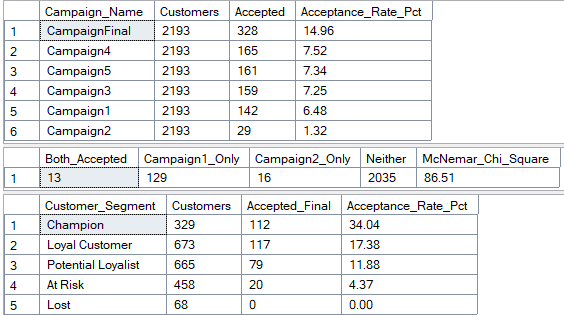 Campaign_Name Customers Accepted Acceptance_Rate_Pct
1 CampaignFinal 2193 328 14.96
2 Campaign4 2193 165 7.52
3 Campaign5 2193 161 7.34
4 Campaign3 2193 159 7.25
5 Campaign1 2193 142 6.48
6 Campaign2 2193 29 1.32
Both_Accepted Campaign1_Only Campaign2_Only Neither McNemar_Chi_Square
1 13 129 16 2035 86.51
Customer_Segment Customers Accepted_Final Acceptance_Rate_Pct
1 Champion 329 112 34.04
2 Loyal Customer 673 117 17.38
3 Potential Loyalist 665 79 11.88
4 At Risk 458 20 4.37
5 Lost 68 0 0.00